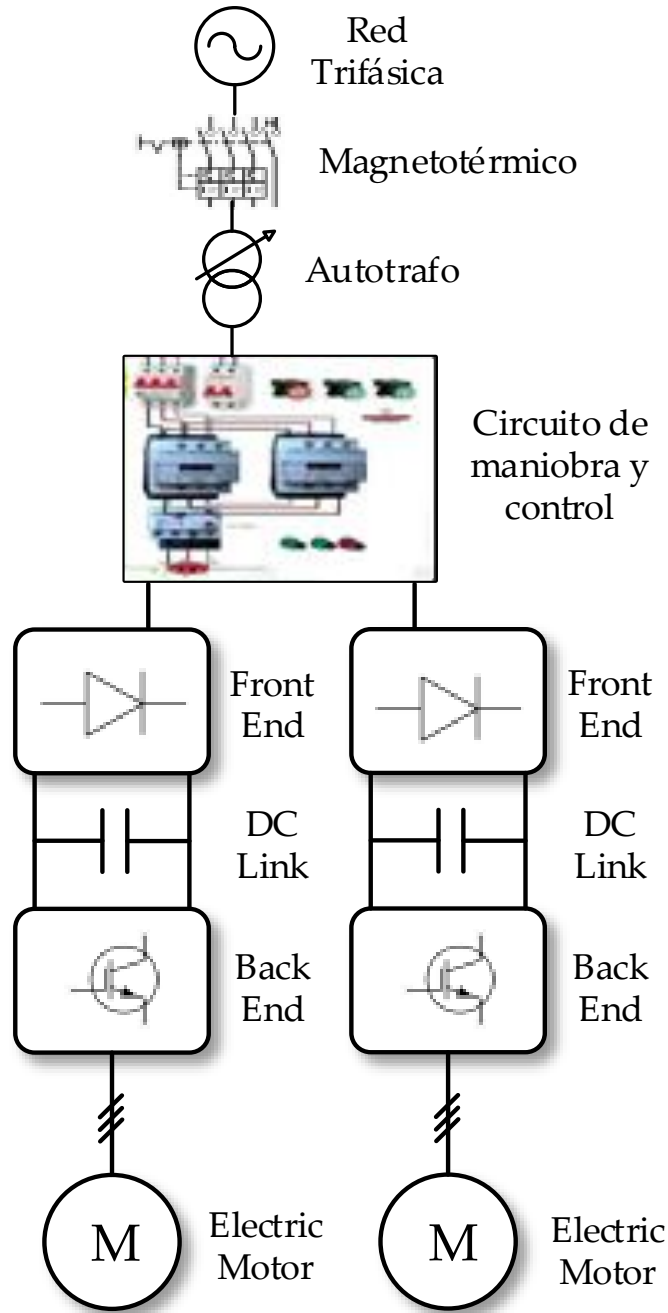 Red
Trifásica
Magnetotérmico
Autotrafo
Circuito de
maniobra y
control
Front
End
Front
End
DC
Link
DC
Link
Back
End
Back
End
M
Electric
Motor
M
Electric
Motor